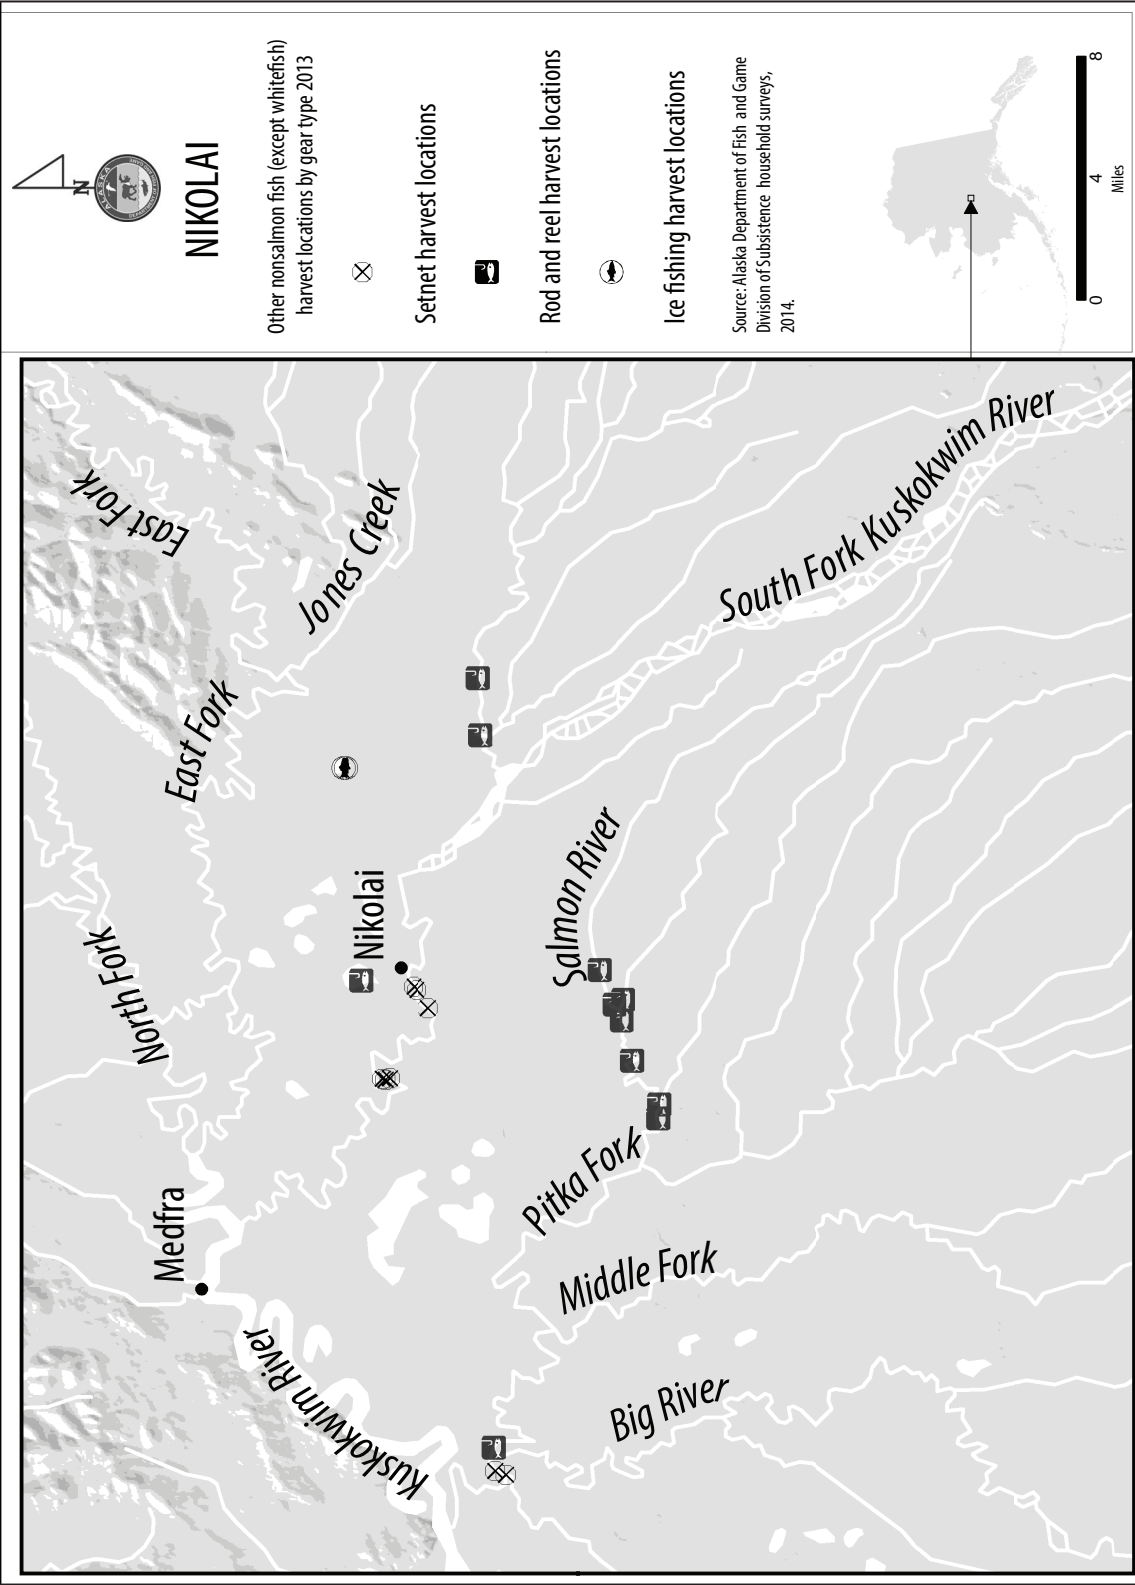 N
ALASKA
NIKOLAI
Other nonsalmon fish (except whitefish)
harvest locations by gear type 2013
Setnet harvest locations
Rod and reel harvest locations
Ice fishing harvest locations
Source: Alaska Department of Fish and Game
Division of Subsistence household surveys,
2014.
0 4 8
Miles
East Fork
Jones Creek
East Fork
North Fork
Nikolai
Medfra
South Fork Kuskokwim River
Salmon River
Pitka Fork
Middle Fork
Kuskokwim River
Big River